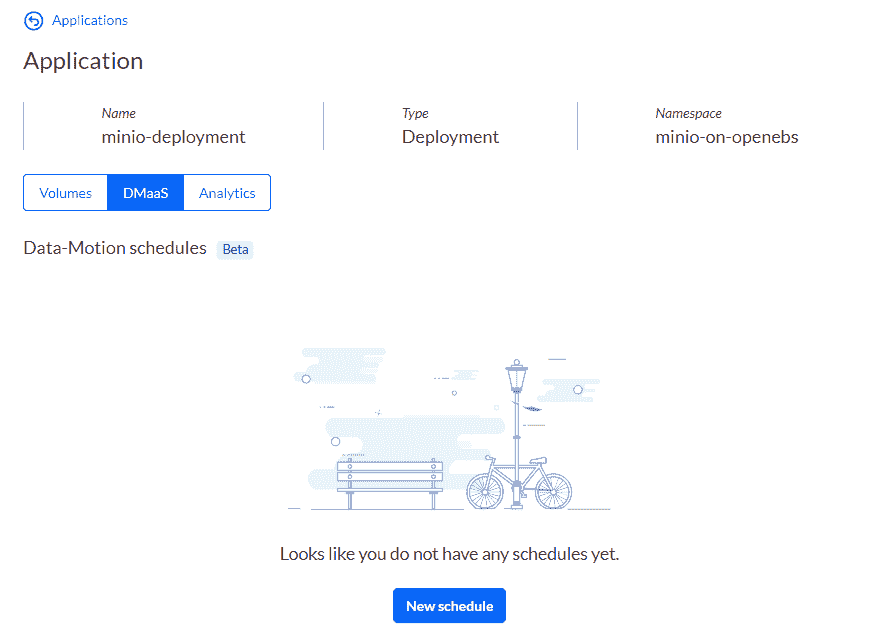 Applications
Application
Name
minio-deployment
Type
Deployment
Namespace
minio-on-openebs
Volumes
DMaaS
Analytics
Data-Motion schedules Beta
Looks like you do not have any schedules yet.
New schedule